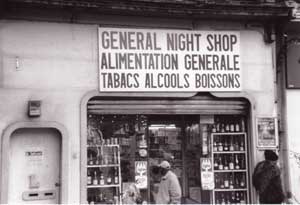 GENERAL NIGHT SHOP
ALIMENTATION GENERALE
TABACS ALCOOLS BOISSONS